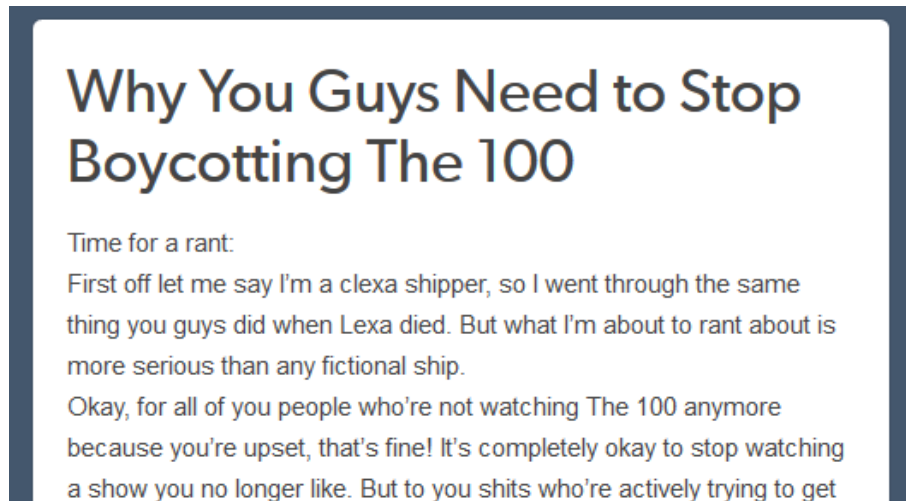 Why You Guys Need to Stop
Boycotting The 100
Time for a rant:
First off let me say I’m a clexa shipper, so I went through the same
thing you guys did when Lexa died. But what I’m about to rant about is
more serious than any fictional ship.
Okay, for all of you people who’re not watching The 100 anymore
because you’re upset, that’s fine! It’s completely okay to stop watching
a show you no longer like. But to you shits who’re actively trying to get